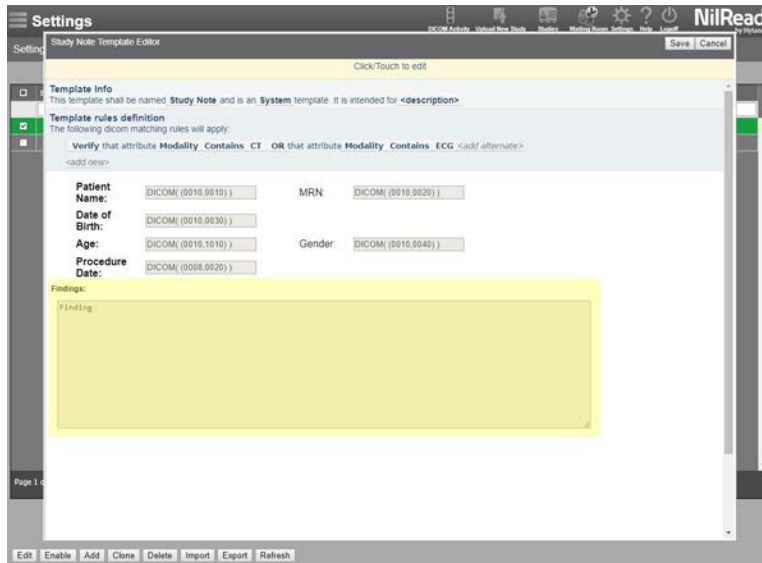 Settings
DICOM Activity Upload New Study Studies Waiting Room Settings Help Logoff
NilRead
by Hyland
Setting
Study Note Template Editor
Save Cancel
Click/Touch to edit
Template Info
This template shall be named Study Note and is an System template. It is intended for <description>
Template rules definition
The following dicom matching rules will apply:
Verify that attribute Modality Contains CT OR that attribute Modality Contains ECG <add alternate>
<add new>
Patient Name: DICOM( (0010,0010) ) MRN: DICOM( (0010,0020) )
Date of Birth: DICOM( (0010,0030) )
Age: DICOM( (0010,1010) ) Gender: DICOM( (0010,0040) )
Procedure Date: DICOM( (0008,0020) )
Findings:
Finding
Page 1
Edit Enable Add Clone Delete Import Export Refresh